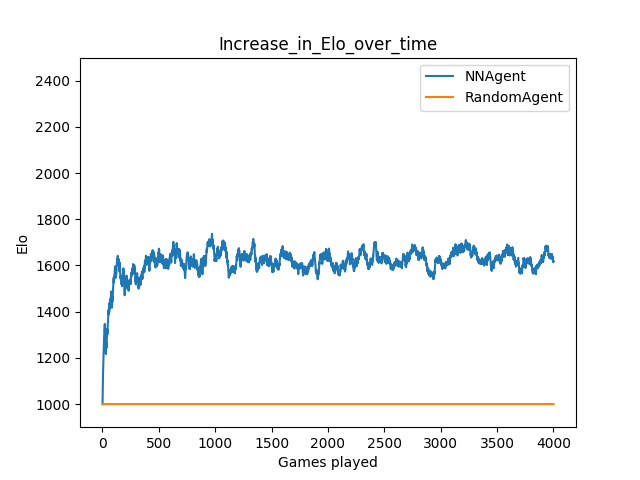 Increase_in_Elo_over_time
NNAgent
RandomAgent
2400
2200
2000
1800
1600
1400
1200
1000
Elo
0 500 1000 1500 2000 2500 3000 3500 4000
Games played